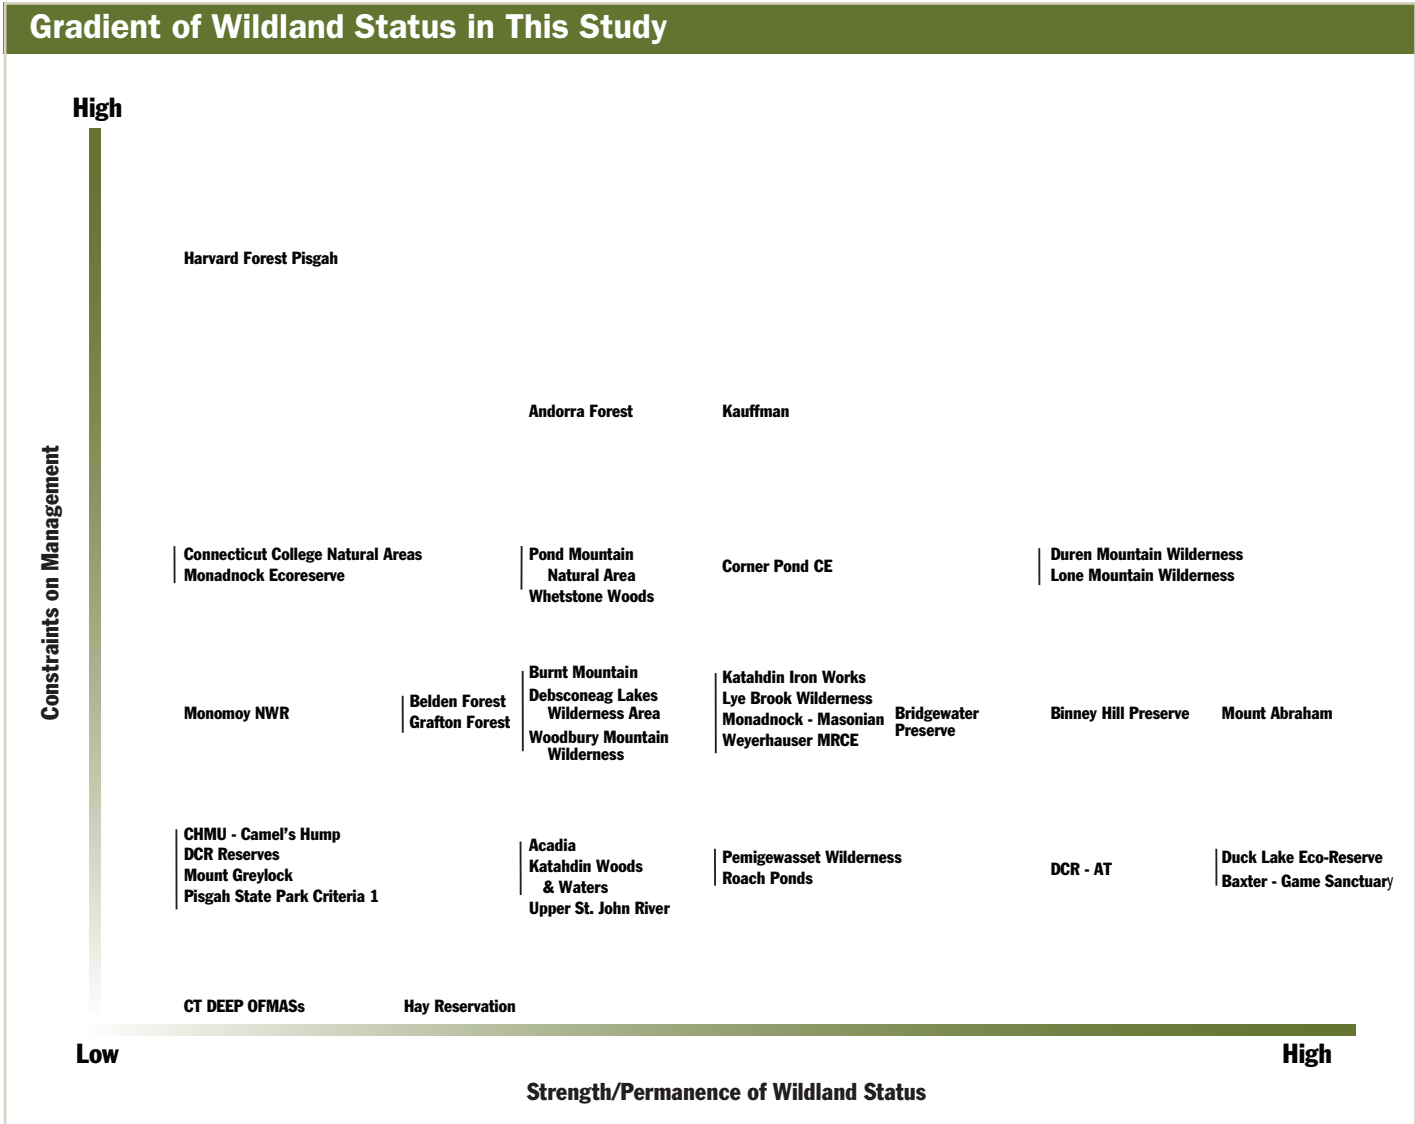 Gradient of Wildland Status in This Study
High
Constraints on Management
Harvard Forest Pisgah
Andorra Forest
Kauffman
Connecticut College Natural Areas
Monadnock Ecoreserve
Pond Mountain
Natural Area
Whetstone Woods
Corner Pond CE
Duren Mountain Wilderness
Lone Mountain Wilderness
Monomoy NWR
Belden Forest
Grafton Forest
Burnt Mountain
Debsconeag Lakes
Wilderness Area
Woodbury Mountain
Wilderness
Katahdin Iron Works
Lye Brook Wilderness
Monadnock - Masonian
Weyerhauser MRCE
Bridgewater
Preserve
Binney Hill Preserve
Mount Abraham
CHMU - Camel’s Hump
DCR Reserves
Mount Greylock
Pisgah State Park Criteria 1
Acadia
Katahdin Woods
& Waters
Upper St. John River
Pemigewasset Wilderness
Roach Ponds
DCR - AT
Duck Lake Eco-Reserve
Baxter - Game Sanctuary
CT DEEP OFMASs
Hay Reservation
Low
High
Strength/Permanence of Wildland Status